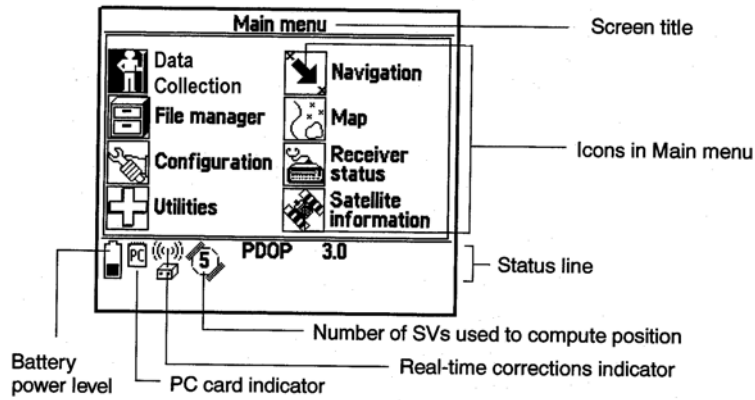 Main menu
Screen title
Data
Collection
Navigation
File manager
Map
Icons in Main menu
Configuration
Receiver
status
Utilities
Satellite
information
PC
5
PDOP 3.0
Status line
Number of SVs used to compute position
Battery
power level
Real-time corrections indicator
PC card indicator